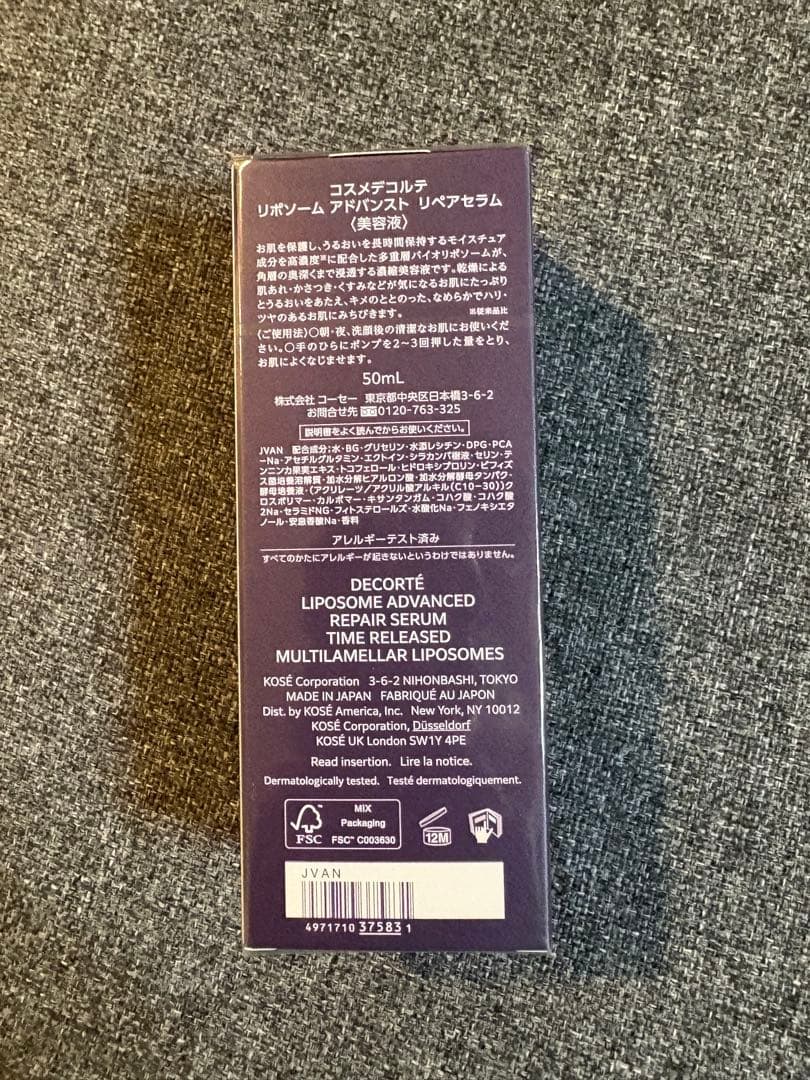 コスメデコルテ
リポソーム アドバンスト リペアセラム
〈美容液〉
お肌を保護し、うるおいを長時間保持するモイスチュア
成分を高濃度※に配合した多重層バイオリポソームが、
角層の奥深くまで浸透する濃縮美容液です。乾燥による
肌あれ・かさつき・くすみなどが気になるお肌にたっぷり
とうるおいをあたえ、キメのととのった、なめらかでハリ・
ツヤのあるお肌にみちびきます。 ※従来品比
〈ご使用法〉〇朝・夜、洗顔後の清潔なお肌にお使いくだ
さい。〇手のひらにポンプを2～3回押した量をとり、
お肌によくなじませます。
50mL
株式会社 コーセー 東京都中央区日本橋3-6-2
お問合せ先 0120-763-325
説明書をよく読んでからお使いください。
JVAN 配合成分:水・BG・グリセリン・水添レシチン・DPG・PCA
-Na・アセチルグルタミン・エクトイン・シラカンバ樹液・セリン・テ
ンニンカ果実エキス・トコフェロール・ヒドロキシプロリン・ビフィズ
ス菌培養溶解質・加水分解ヒアルロン酸・加水分解酵母タンパク・
酵母培養液・(アクリレーツ/アクリル酸アルキル(C10-30))ク
ロスポリマー・カルボマー・キサンタンガム・コハク酸・コハク酸
2Na・セラミドNG・フィトステロールズ・水酸化Na・フェノキシエタ
ノール・安息香酸Na・香料
アレルギーテスト済み
すべてのかたにアレルギーが起きないというわけではありません。
DECORTÉ
LIPOSOME ADVANCED
REPAIR SERUM
TIME RELEASED
MULTILAMELLAR LIPOSOMES
KOSÉ Corporation 3-6-2 NIHONBASHI, TOKYO
MADE IN JAPAN FABRIQUÉ AU JAPON
Dist. by KOSÉ America, Inc. New York, NY 10012
KOSÉ Corporation, Düsseldorf
KOSÉ UK London SW1Y 4PE
Read insertion. Lire la notice.
Dermatologically tested. Testé dermatologiquement.
FSC
MIX
Packaging
FSC™ C003630
12M
JVAN
4971710 37583 1